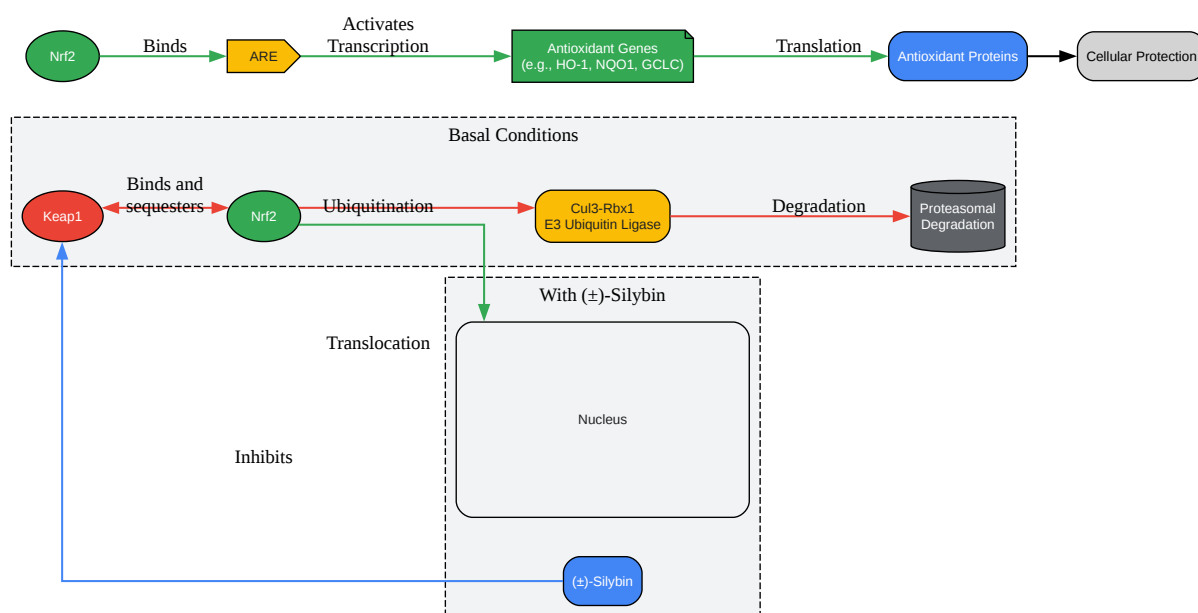 Nrf2
Binds
ARE
Activates
Transcription
Antioxidant Genes
(e.g., HO-1, NQO1, GCLC)
Translation
Antioxidant Proteins
Cellular Protection
Basal Conditions
Keap1
Binds and
sequesters
Nrf2
Ubiquitination
Cul3-Rbx1
E3 Ubiquitin Ligase
Degradation
Proteasomal
Degradation
With (±)-Silybin
Translocation
Nucleus
Inhibits
(±)-Silybin